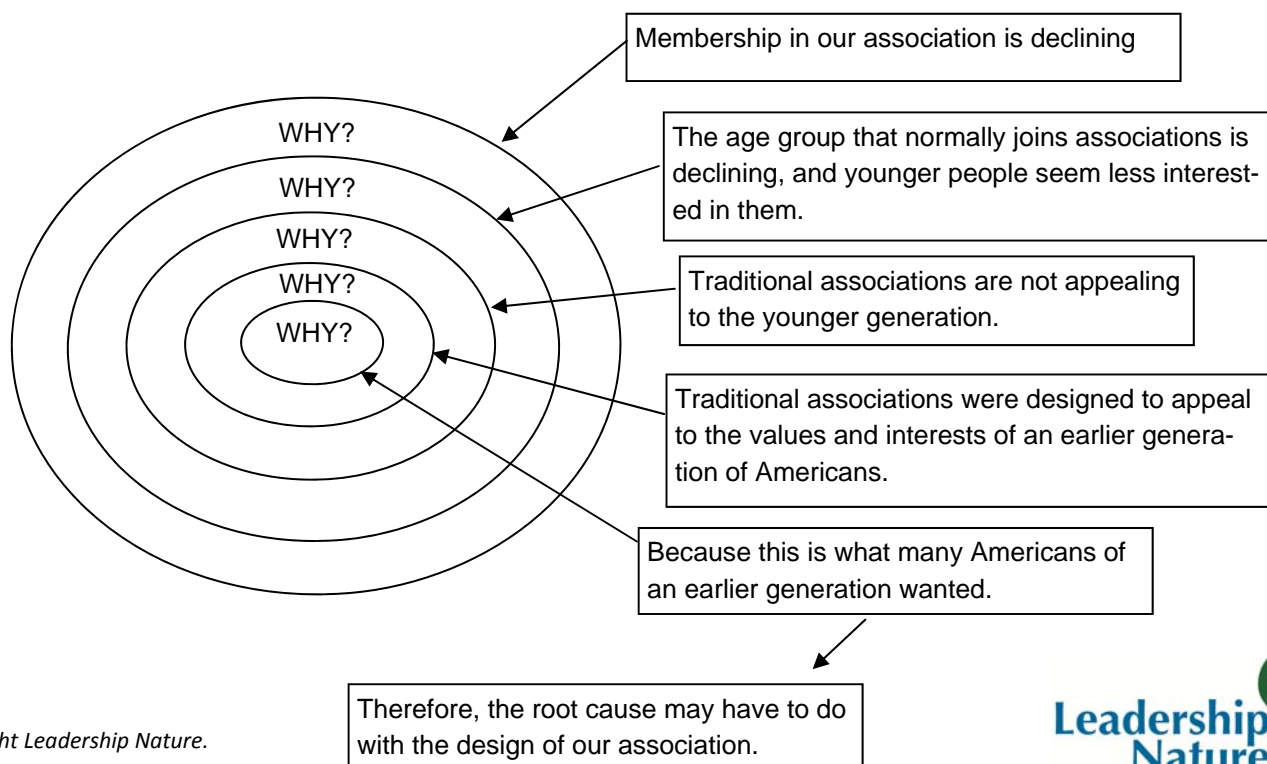 Membership in our association is declining
WHY?
The age group that normally joins associations is
declining, and younger people seem less interest-
ed in them.
WHY?
WHY?
Traditional associations are not appealing
to the younger generation.
WHY?
WHY?
Traditional associations were designed to appeal
to the values and interests of an earlier genera-
tion of Americans.
Because this is what many Americans of
an earlier generation wanted.
Therefore, the root cause may have to do
with the design of our association.
Leadership
Nature
ht Leadership Nature.